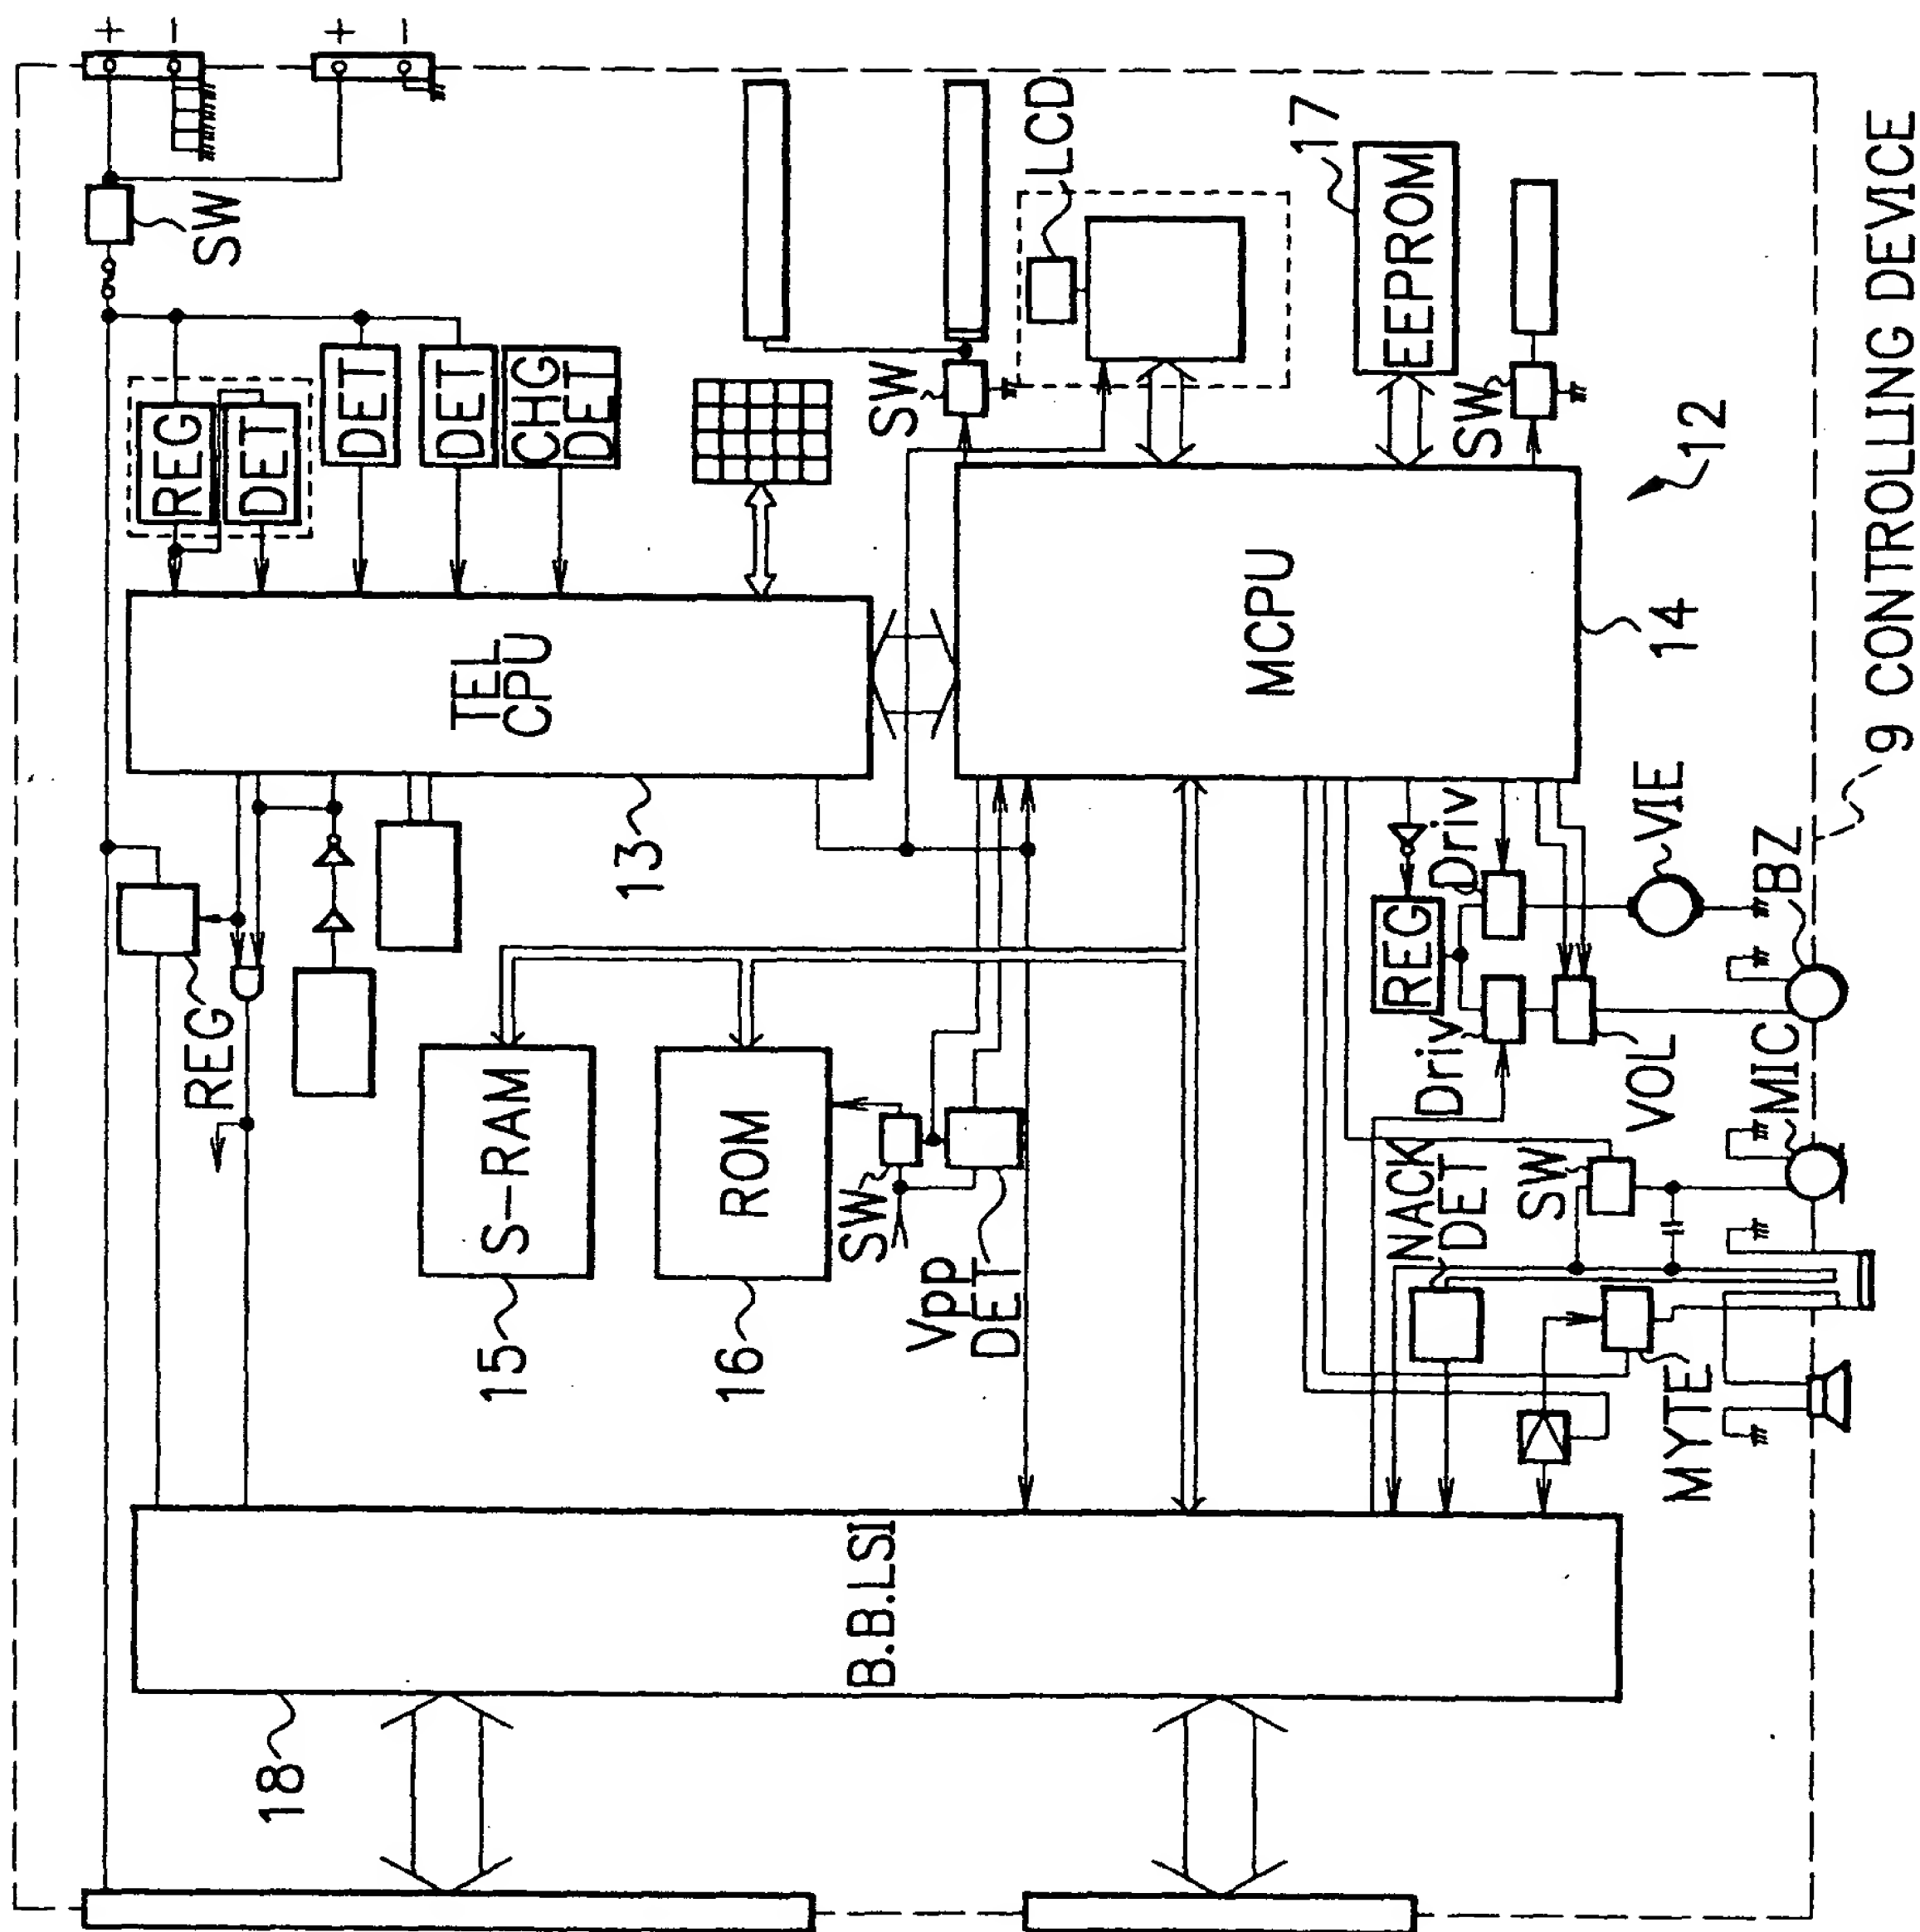 +
-
+
-
SW
REG
DET
DET
DET
CHG
DET
TEL
CPU
13
REG
S-RAM
15
ROM
16
SW
Vpp
DET
B.B.LSI
18
SW
LCD
17
EEPROM
SW
12
MCPU
14
REG
Driv
Driv
VIE
VOL
BZ
MIC
NACK
DET
SW
MYTE
9 CONTROLLING DEVICE